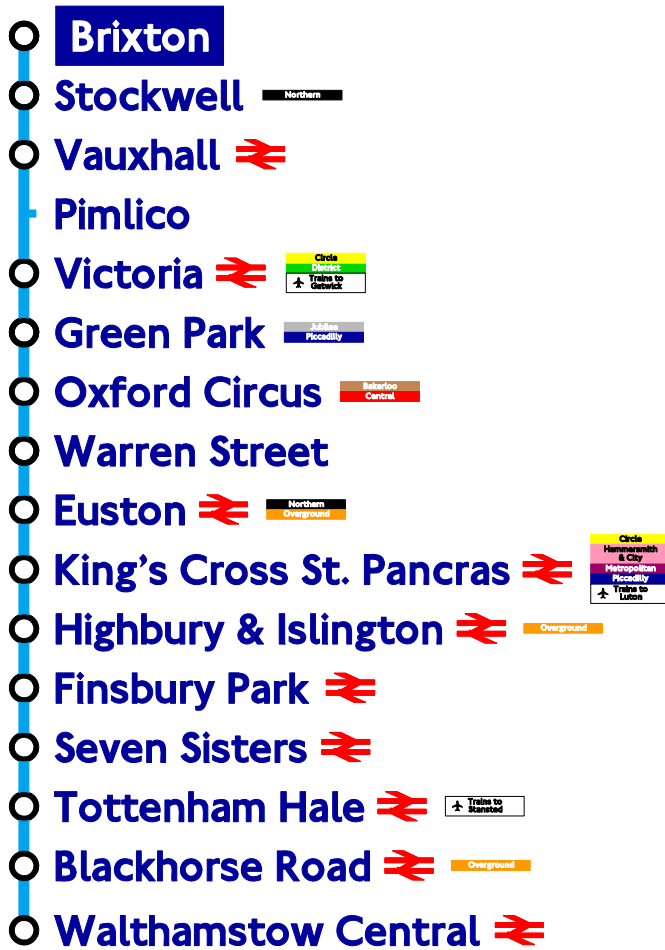 Brixton
Stockwell Northern
Vauxhall
Pimlico
Victoria Circle
District
Trains to
Gatwick
Green Park Jubilee
Piccadilly
Oxford Circus Bakerloo
Central
Warren Street
Euston Northern
Overground
King's Cross St. Pancras Circle
Hammersmith
& City
Metropolitan
Piccadilly
Trains to
Luton
Highbury & Islington Overground
Finsbury Park
Seven Sisters
Tottenham Hale Trains to
Stansted
Blackhorse Road Overground
Walthamstow Central